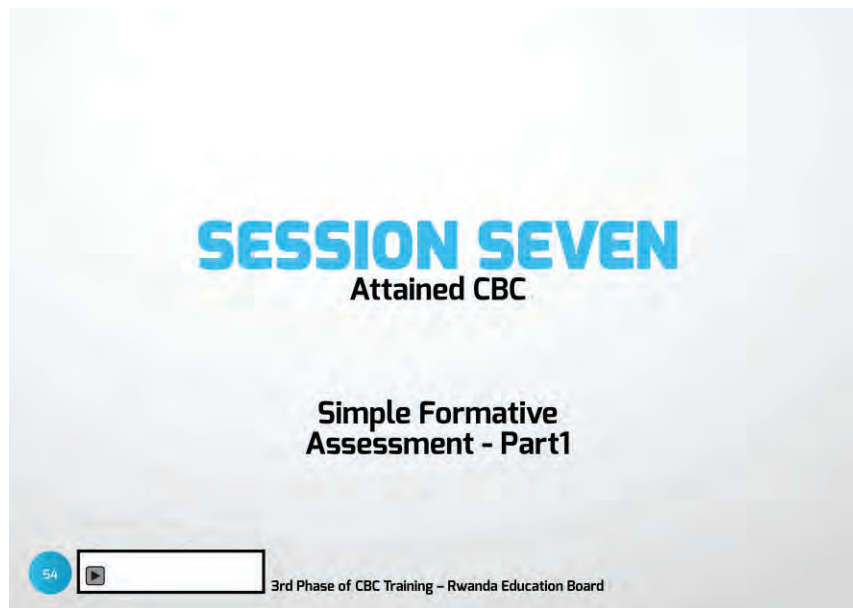 SESSION SEVEN
Attained CBC
Simple Formative
Assessment - Part1
54
3rd Phase of CBC Training – Rwanda Education Board